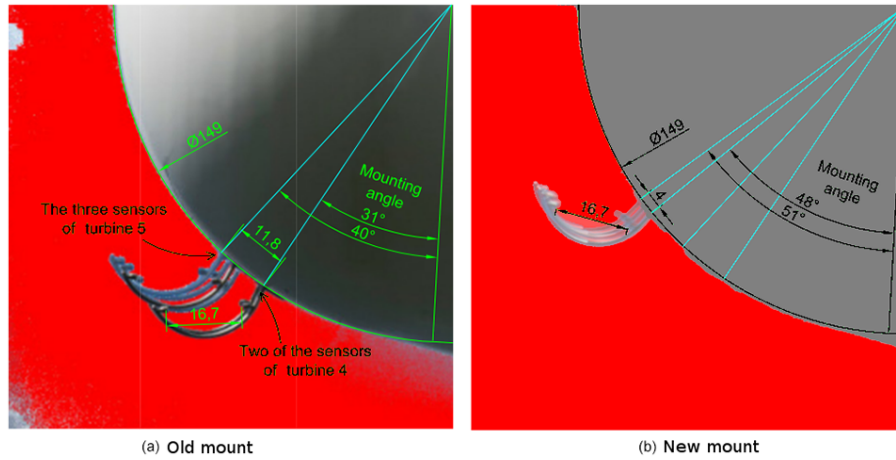 Ø149
Mounting
angle
31°
40°
11,8
The three sensors
of turbine 5
16,7
Two of the sensors
of turbine 4
(a) Old mount
Ø149
Mounting
angle
48°
51°
4
16,7
(b) New mount